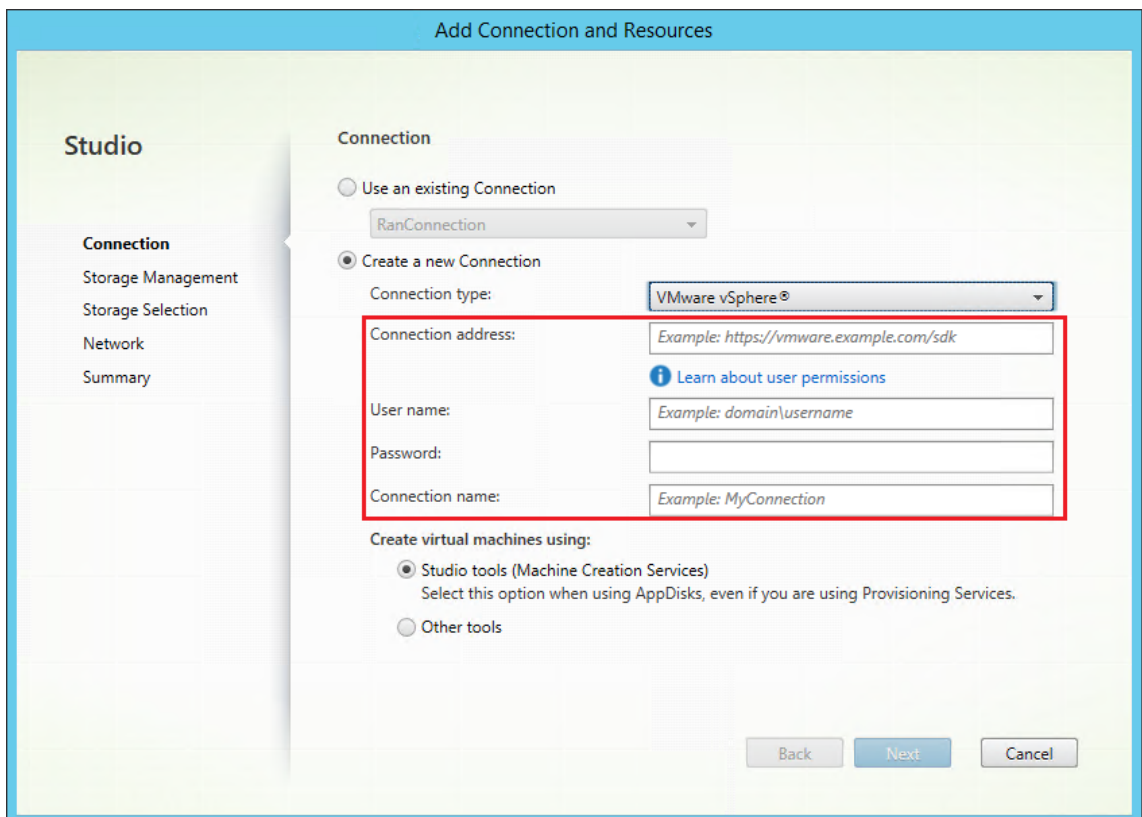 Add Connection and Resources
Studio
Connection
Storage Management
Storage Selection
Network
Summary
Connection
Use an existing Connection
RanConnection
Create a new Connection
Connection type:
VMware vSphere®
Connection address:
Example: https://vmware.example.com/sdk
Learn about user permissions
User name:
Example: domain\username
Password:
Connection name:
Example: MyConnection
Create virtual machines using:
Studio tools (Machine Creation Services)
Select this option when using AppDisks, even if you are using Provisioning Services.
Other tools
Back
Next
Cancel